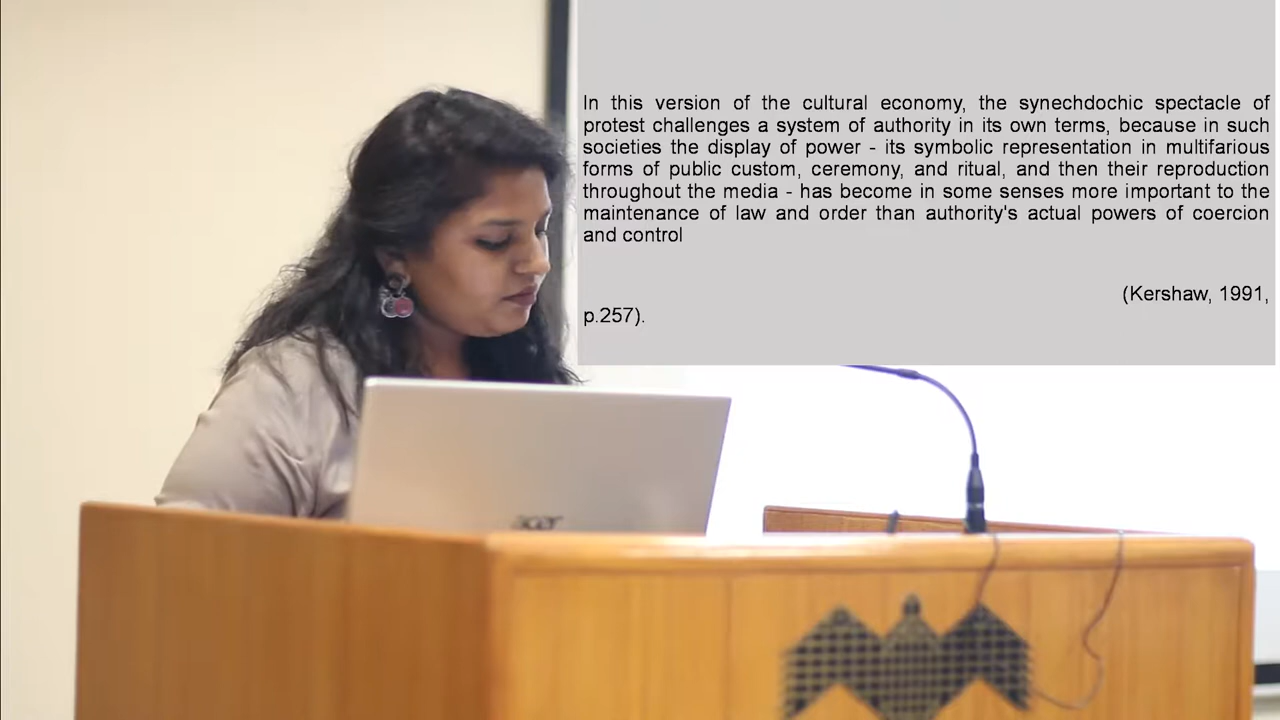 In this version of the cultural economy, the synechdochic spectacle of
protest challenges a system of authority in its own terms, because in such
societies the display of power - its symbolic representation in multifarious
forms of public custom, ceremony, and ritual, and then their reproduction
throughout the media - has become in some senses more important to the
maintenance of law and order than authority's actual powers of coercion
and control
(Kershaw, 1991,
p.257).
acer